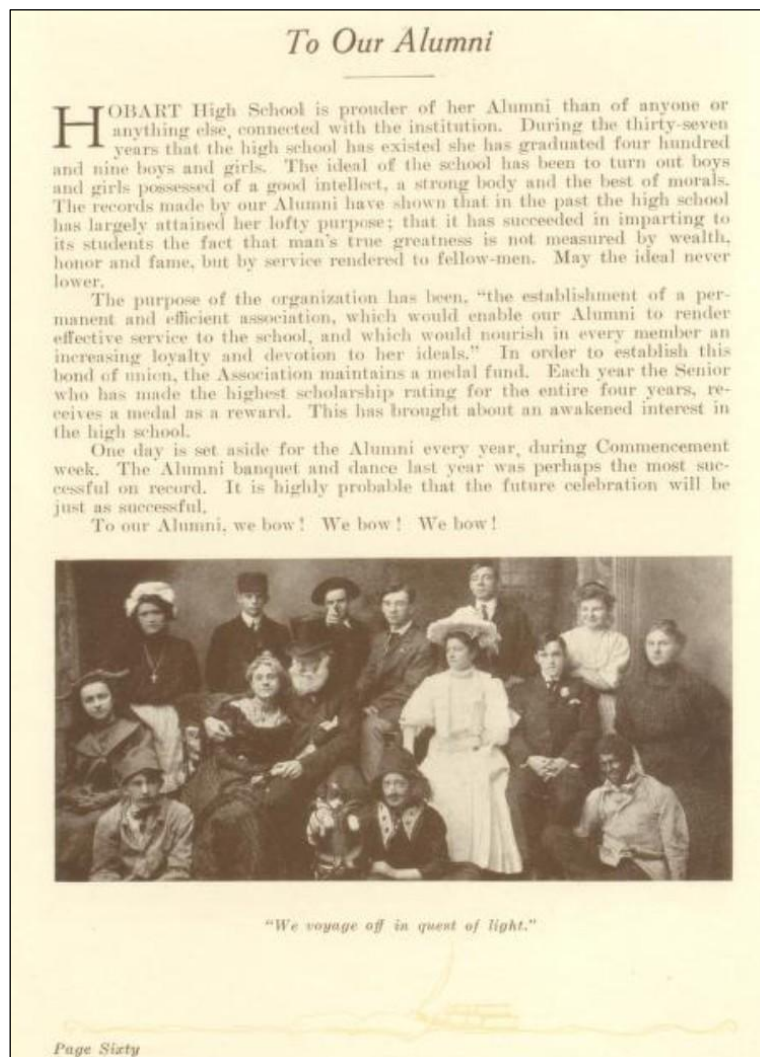 To Our Alumni
HOBART High School is prouder of her Alumni than of anyone or
anything else, connected with the institution. During the thirty-seven
years that the high school has existed she has graduated four hundred
and nine boys and girls. The ideal of the school has been to turn out boys
and girls possessed of a good intellect, a strong body and the best of morals.
The records made by our Alumni have shown that in the past the high school
has largely attained her lofty purpose; that it has succeeded in imparting to
its students the fact that man's true greatness is not measured by wealth,
honor and fame, but by service rendered to fellow-men. May the ideal never
lower.
The purpose of the organization has been, "the establishment of a per-
manent and efficient association, which would enable our Alumni to render
effective service to the school, and which would nourish in every member an
increasing loyalty and devotion to her ideals." In order to establish this
bond of union, the Association maintains a medal fund. Each year the Senior
who has made the highest scholarship rating for the entire four years, re-
ceives a medal as a reward. This has brought about an awakened interest in
the high school.
One day is set aside for the Alumni every year, during Commencement
week. The Alumni banquet and dance last year was perhaps the most suc-
cessful on record. It is highly probable that the future celebration will be
just as successful.
To our Alumni, we bow! We bow! We bow!
"We voyage off in quest of light."
Page Sixty